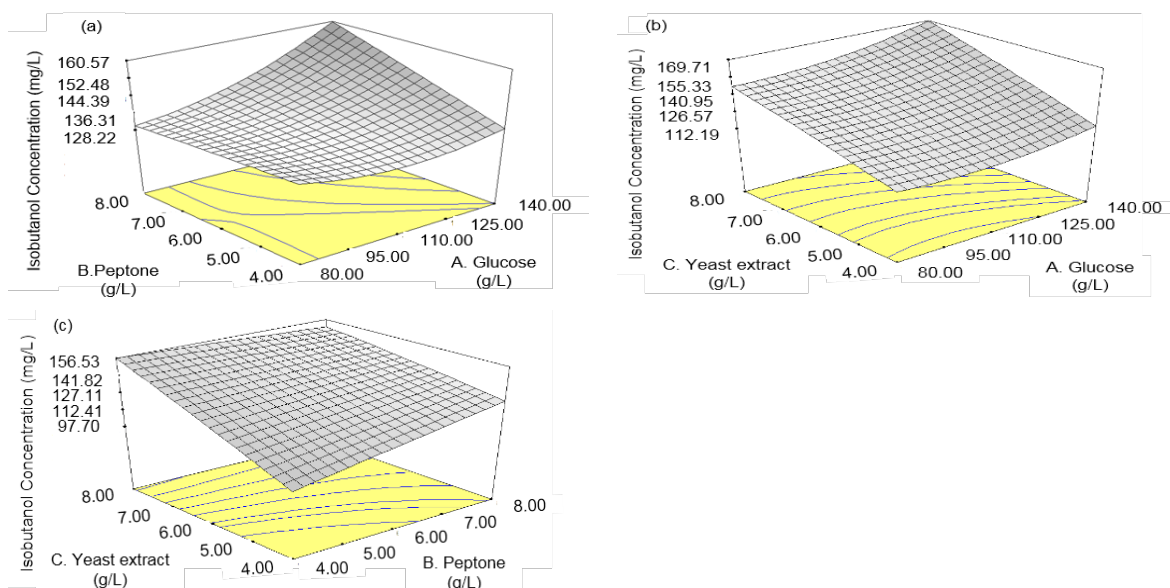 (a)
Isobutanol Concentration (mg/L)
160.57
152.48
144.39
136.31
128.22
8.00
7.00
6.00
5.00
4.00
B.Peptone
(g/L)
80.00
95.00
110.00
125.00
140.00
A. Glucose
(g/L)
(b)
Isobutanol Concentration (mg/L)
169.71
155.33
140.95
126.57
112.19
8.00
7.00
6.00
5.00
4.00
C. Yeast extract
(g/L)
80.00
95.00
110.00
125.00
140.00
A. Glucose
(g/L)
(c)
Isobutanol Concentration (mg/L)
156.53
141.82
127.11
112.41
97.70
8.00
7.00
6.00
5.00
4.00
C. Yeast extract
(g/L)
4.00
5.00
6.00
7.00
8.00
B. Peptone
(g/L)